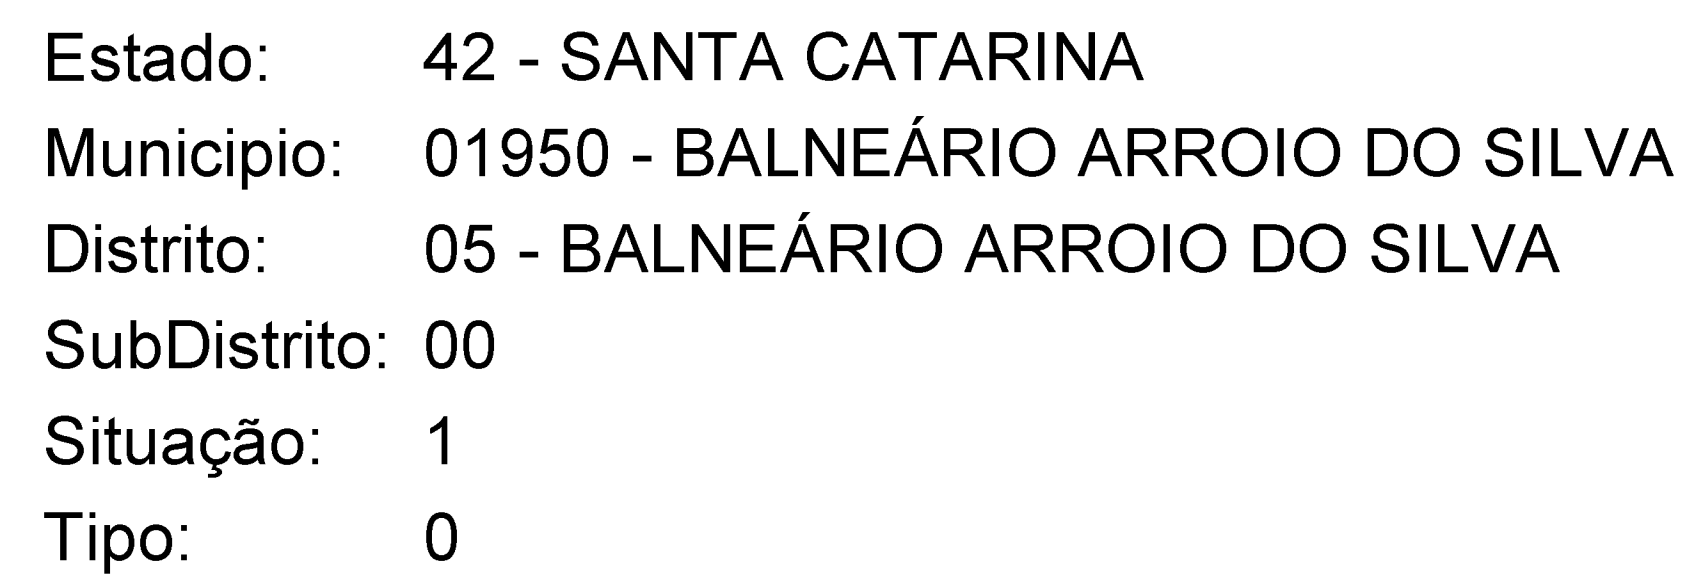 Estado: 42 - SANTA CATARINA
Municipio: 01950 - BALNEÁRIO ARROIO DO SILVA
Distrito: 05 - BALNEÁRIO ARROIO DO SILVA
SubDistrito: 00
Situação: 1
Tipo: 0